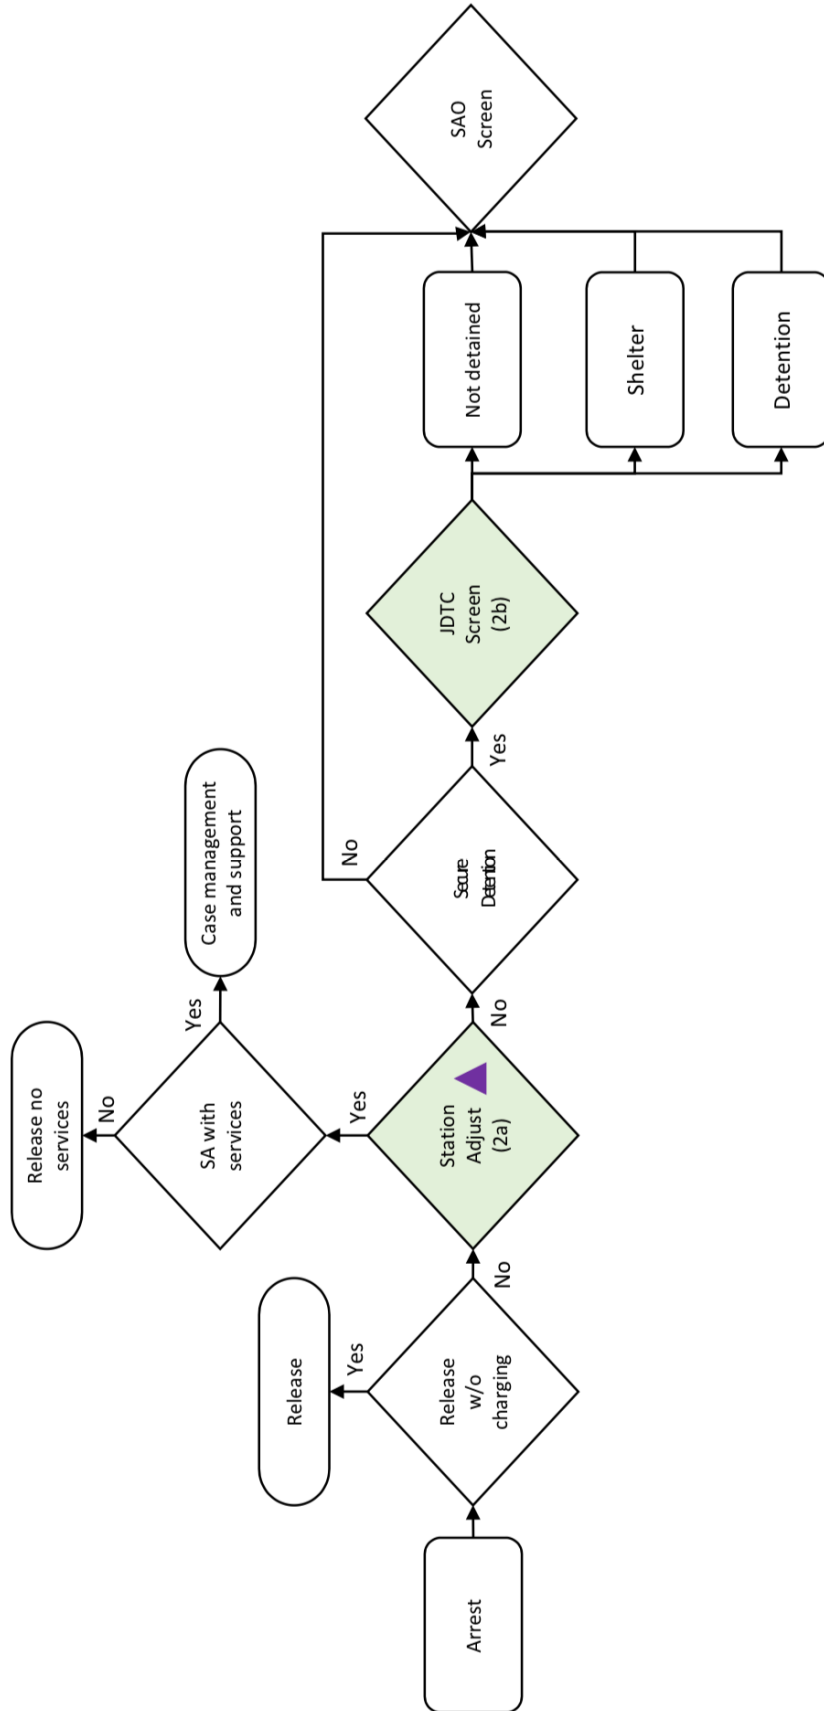 Arrest
Release
w/o
charging
Yes
Release
No
Station
Adjust
(2a)
Yes
SA with
services
No
Release no
services
Yes
Case management
and support
No
Secure
Detention
No
Yes
JDTC
Screen
(2b)
Not detained
Shelter
Detention
SAO
Screen